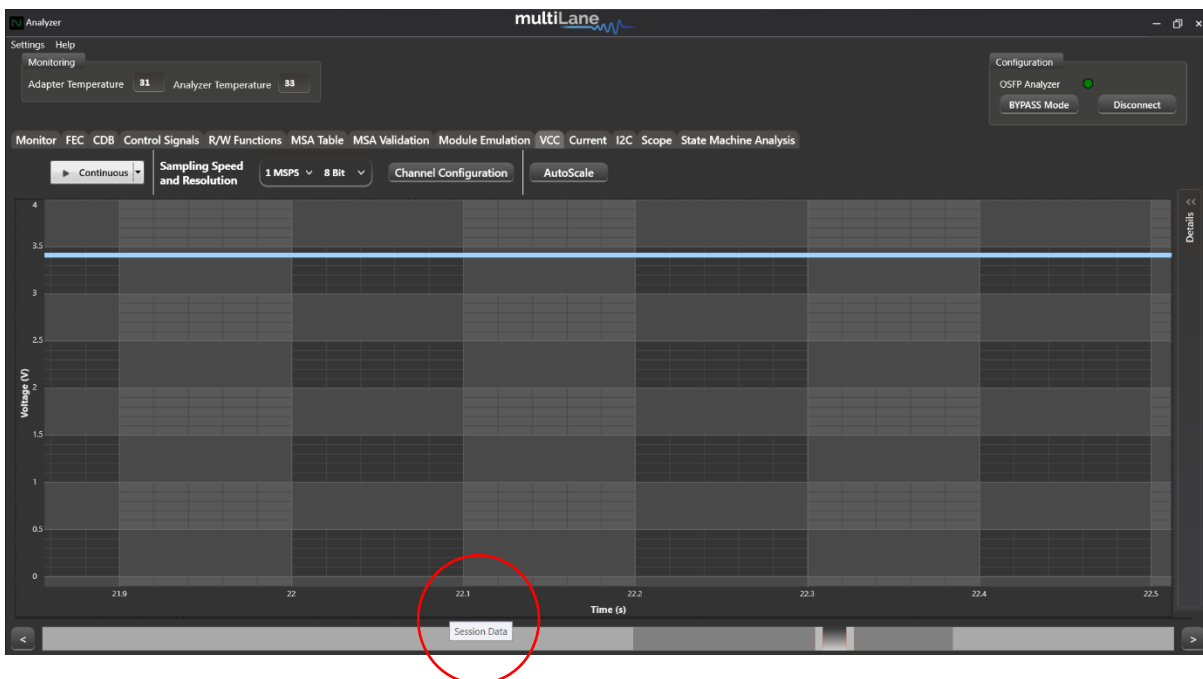 Analyzer
multiLane
Settings Help
Monitoring
Adapter Temperature 31 Analyzer Temperature 33
Configuration
OSFP Analyzer
BYPASS Mode Disconnect
Monitor FEC CDB Control Signals R/W Functions MSA Table MSA Validation Module Emulation VCC Current I2C Scope State Machine Analysis
Continuous
Sampling Speed
and Resolution
1 MSPS 8 Bit
Channel Configuration
AutoScale
<<
Details
4
3.5
3
2.5
2
1.5
1
0.5
0
Voltage (V)
21.9 22 22.1 22.2 22.3 22.4 22.5
Time (s)
Session Data
< >